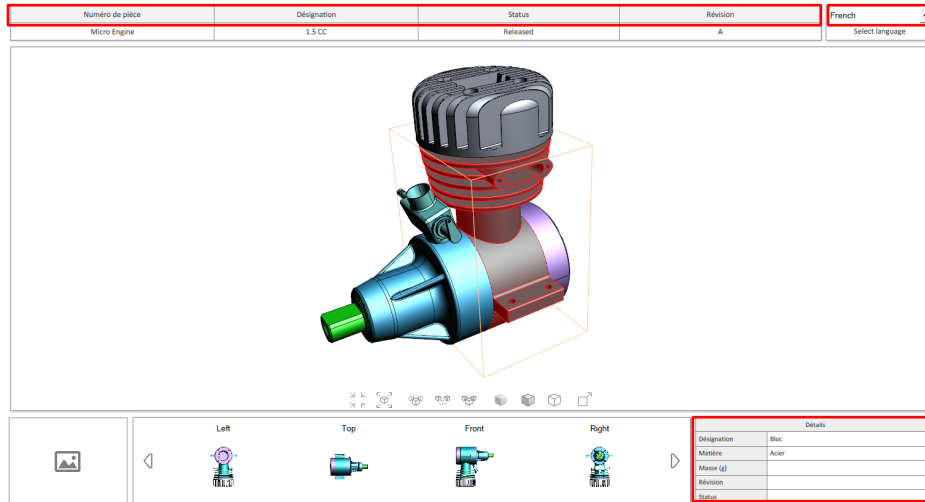 Numéro de pièce Désignation Status Révision French
Micro Engine 1.5 CC Released A Select language
Left Top Front Right
Détails
Désignation Bloc
Matière Acier
Masse (g)
Révision
Status